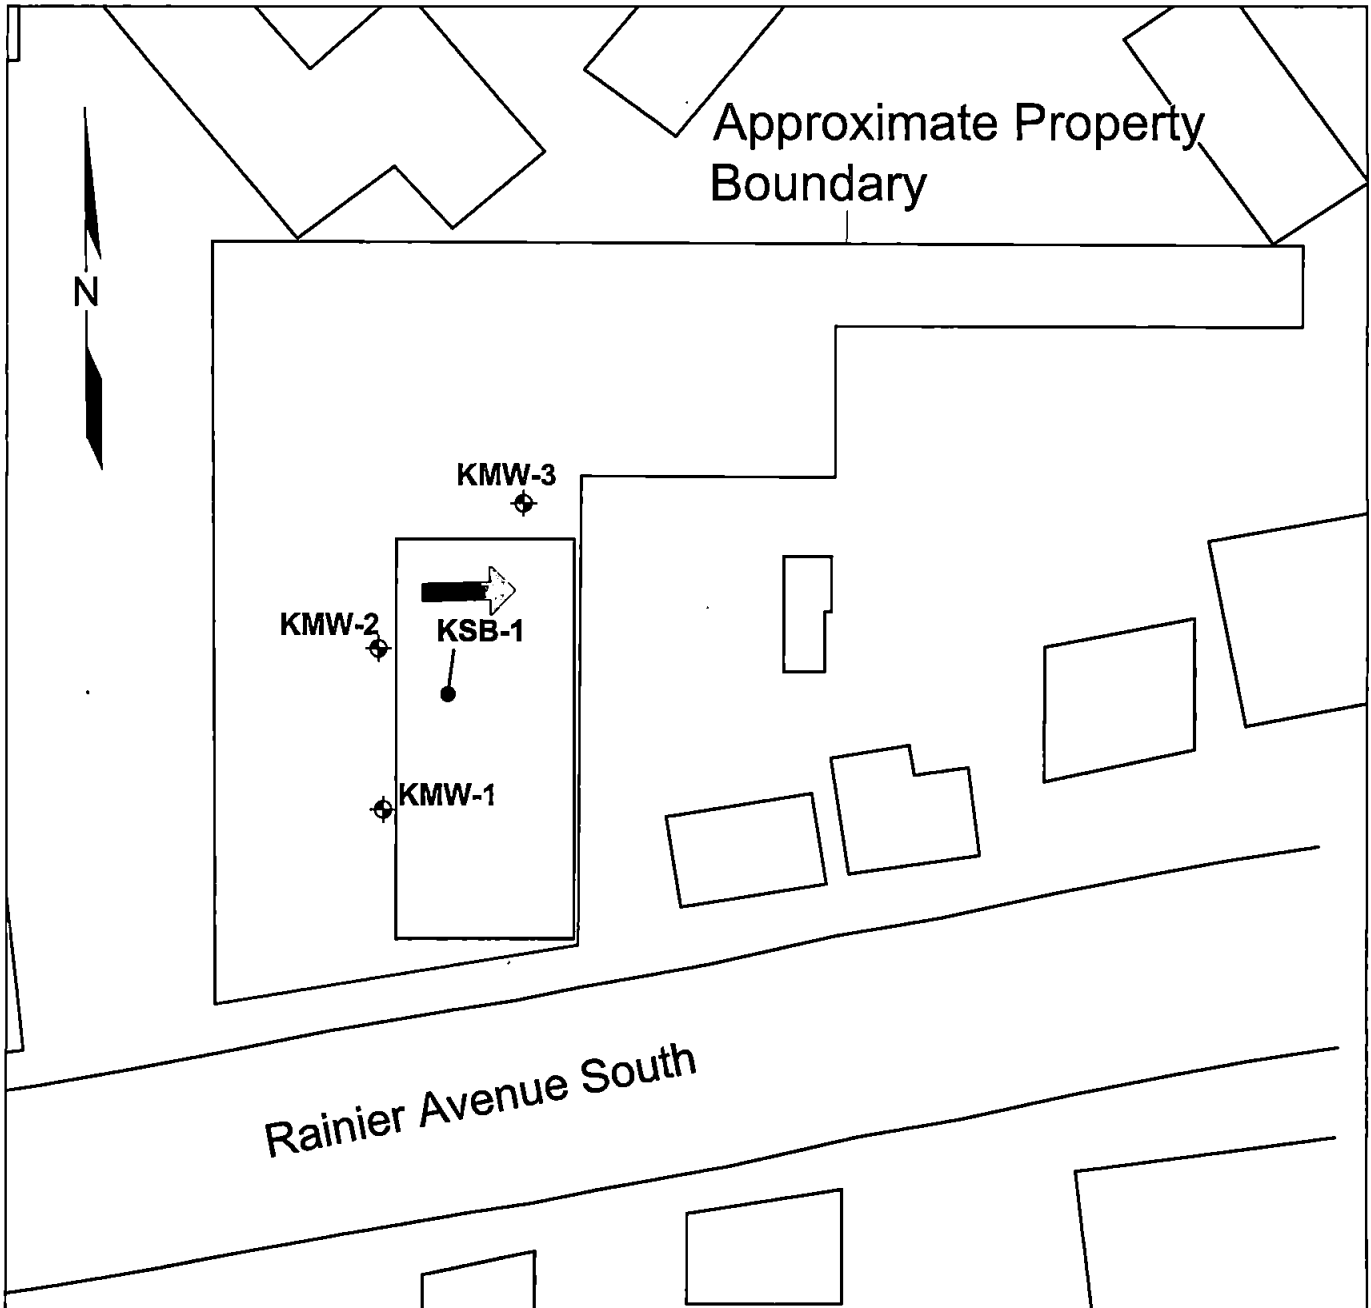 Approximate Property
Boundary
N
KMW-3
KMW-2
KSB-1
KMW-1
Rainier Avenue South